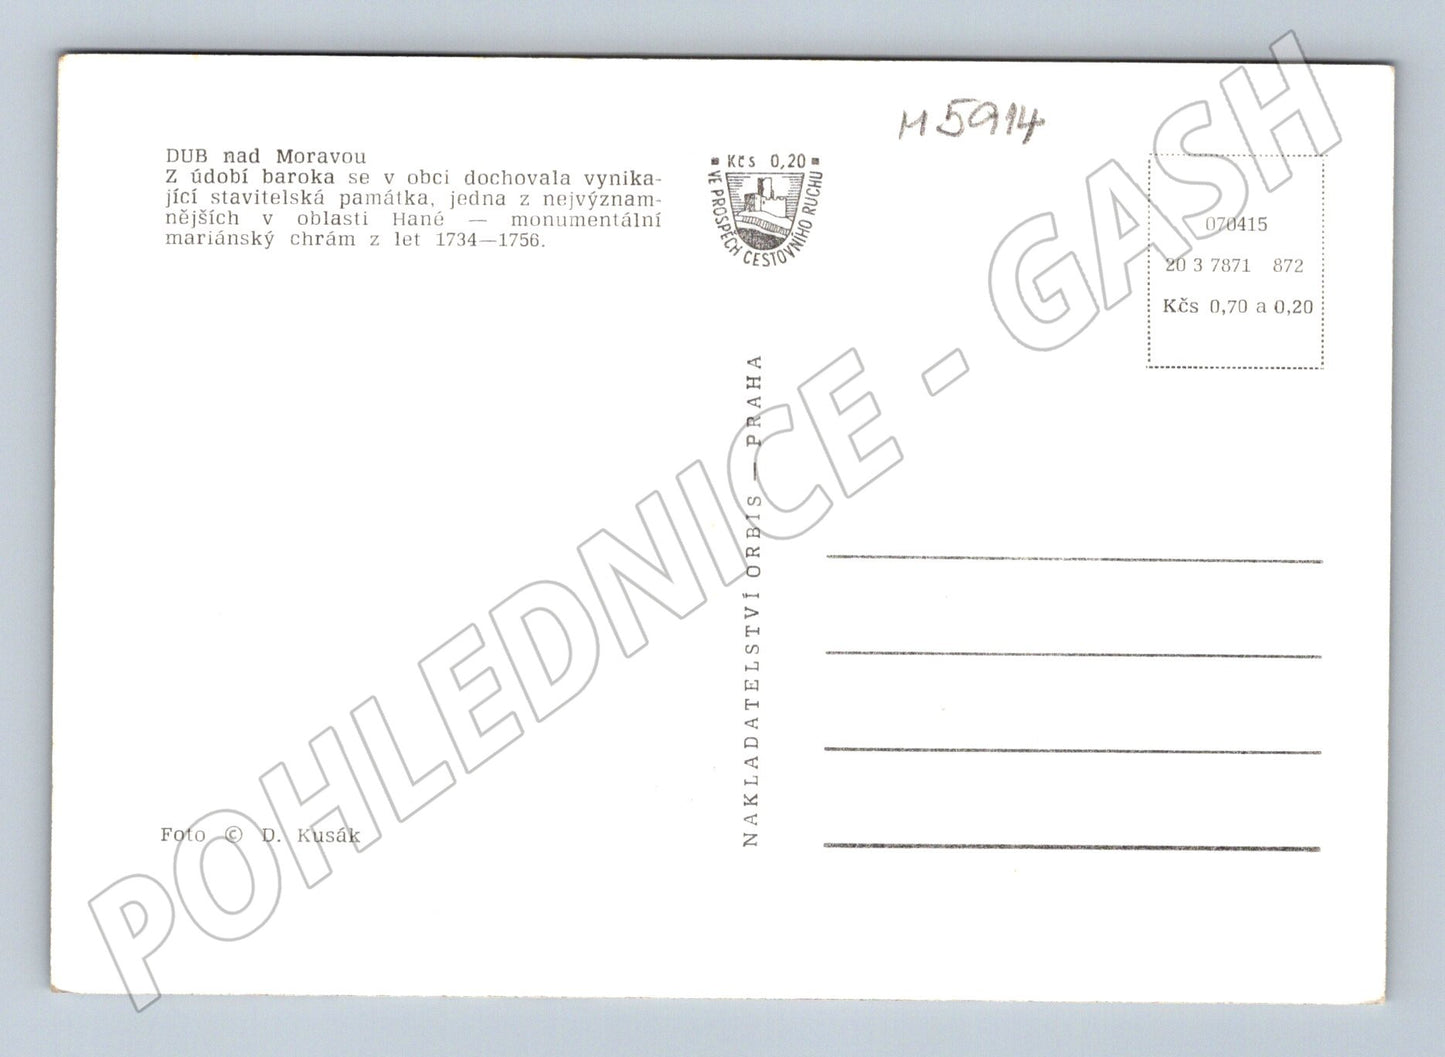 M5914
DUB nad Moravou
Z údobí baroka se v obci dochovala vynika-
jící stavitelská památka, jedna z nejvýznam-
nějších v oblasti Hané — monumentální
mariánský chrám z let 1734—1756.
Kčs 0,20
VE PROSPĚCH CESTOVNÍHO RUCHU
070415
20 3 7871 872
Kčs 0,70 a 0,20
NAKLADATELSTVÍ ORBIS — PRAHA
Foto © D. Kusák
POHLEDNICE - GASH